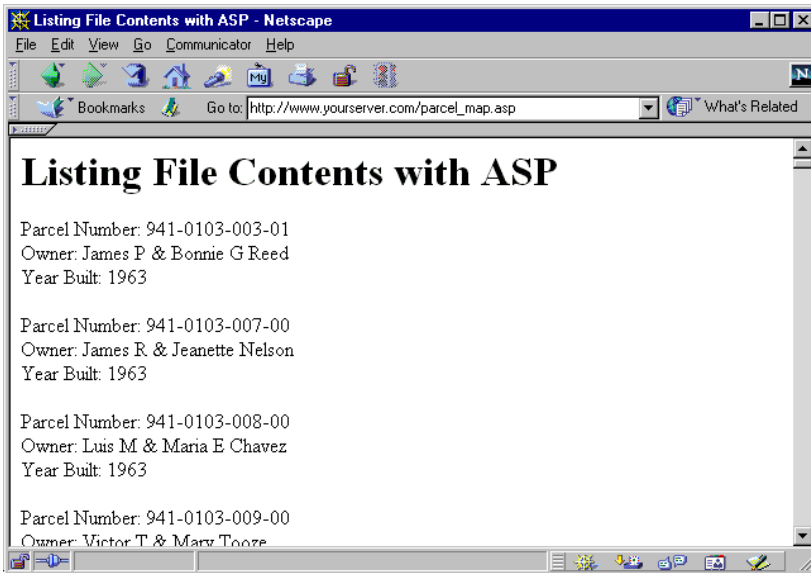 Listing File Contents with ASP - Netscape
File Edit View Go Communicator Help
My
N
Bookmarks Go to: http://www.yourserver.com/parcel_map.asp What's Related
Listing File Contents with ASP
Parcel Number: 941-0103-003-01
Owner: James P & Bonnie G Reed
Year Built: 1963
Parcel Number: 941-0103-007-00
Owner: James R & Jeanette Nelson
Year Built: 1963
Parcel Number: 941-0103-008-00
Owner: Luis M & Maria E Chavez
Year Built: 1963
Parcel Number: 941-0103-009-00
Owner: Victor T & Mary Tooze